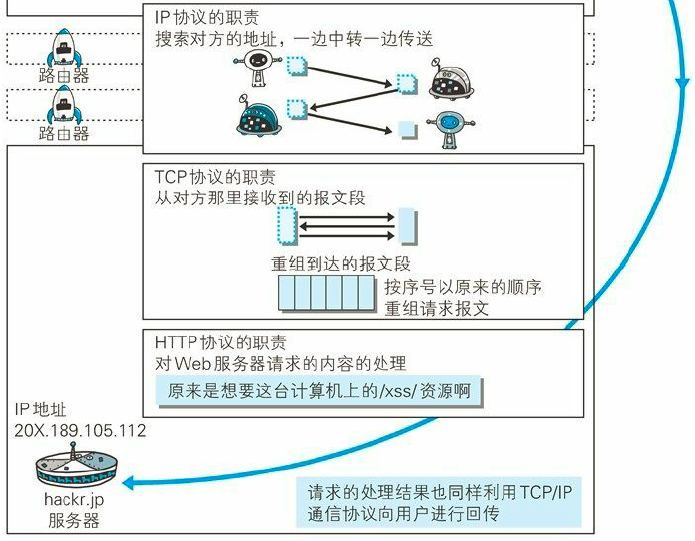 IP协议的职责
搜索对方的地址，一边中转一边传送
路由器
路由器
TCP协议的职责
从对方那里接收到的报文段
重组到达的报文段
按序号以原来的顺序
重组请求报文
HTTP协议的职责
对Web服务器请求的内容的处理
原来是想要这台计算机上的/xss/资源啊
IP地址
20X.189.105.112
hackr.jp
服务器
请求的处理结果也同样利用TCP/IP
通信协议向用户进行回传